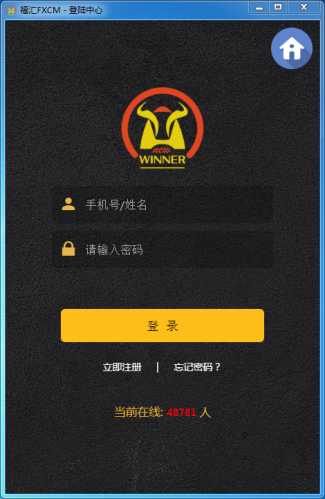 福汇FXCM - 登陆中心
new
WINNER
手机号/姓名
请输入密码
登 录
立即注册 | 忘记密码？
当前在线: 48781 人